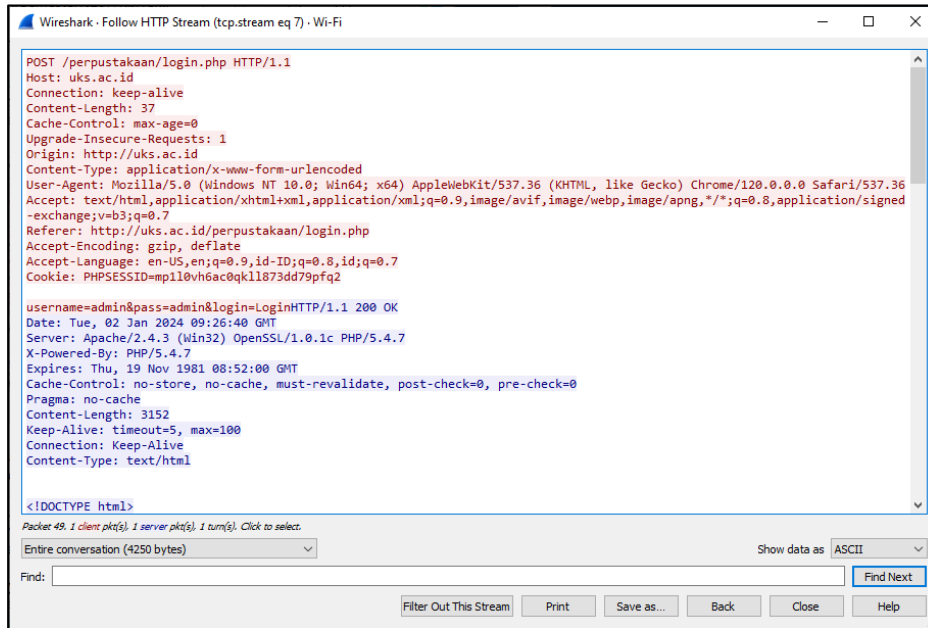 Wireshark · Follow HTTP Stream (tcp.stream eq 7) · Wi-Fi
POST /perpustakaan/login.php HTTP/1.1
Host: uks.ac.id
Connection: keep-alive
Content-Length: 37
Cache-Control: max-age=0
Upgrade-Insecure-Requests: 1
Origin: http://uks.ac.id
Content-Type: application/x-www-form-urlencoded
User-Agent: Mozilla/5.0 (Windows NT 10.0; Win64; x64) AppleWebKit/537.36 (KHTML, like Gecko) Chrome/120.0.0.0 Safari/537.36
Accept: text/html,application/xhtml+xml,application/xml;q=0.9,image/avif,image/webp,image/apng,*/*;q=0.8,application/signed
-exchange;v=b3;q=0.7
Referer: http://uks.ac.id/perpustakaan/login.php
Accept-Encoding: gzip, deflate
Accept-Language: en-US,en;q=0.9,id-ID;q=0.8,id;q=0.7
Cookie: PHPSESSID=mp1l0vh6ac0qkll873dd79pfq2
username=admin&pass=admin&login=LoginHTTP/1.1 200 OK
Date: Tue, 02 Jan 2024 09:26:40 GMT
Server: Apache/2.4.3 (Win32) OpenSSL/1.0.1c PHP/5.4.7
X-Powered-By: PHP/5.4.7
Expires: Thu, 19 Nov 1981 08:52:00 GMT
Cache-Control: no-store, no-cache, must-revalidate, post-check=0, pre-check=0
Pragma: no-cache
Content-Length: 3152
Keep-Alive: timeout=5, max=100
Connection: Keep-Alive
Content-Type: text/html
<!DOCTYPE html>
Packet 49. 1 client pkt(s), 1 server pkt(s), 1 turn(s). Click to select.
Entire conversation (4250 bytes) Show data as ASCII
Find: Find Next
Filter Out This Stream Print Save as... Back Close Help